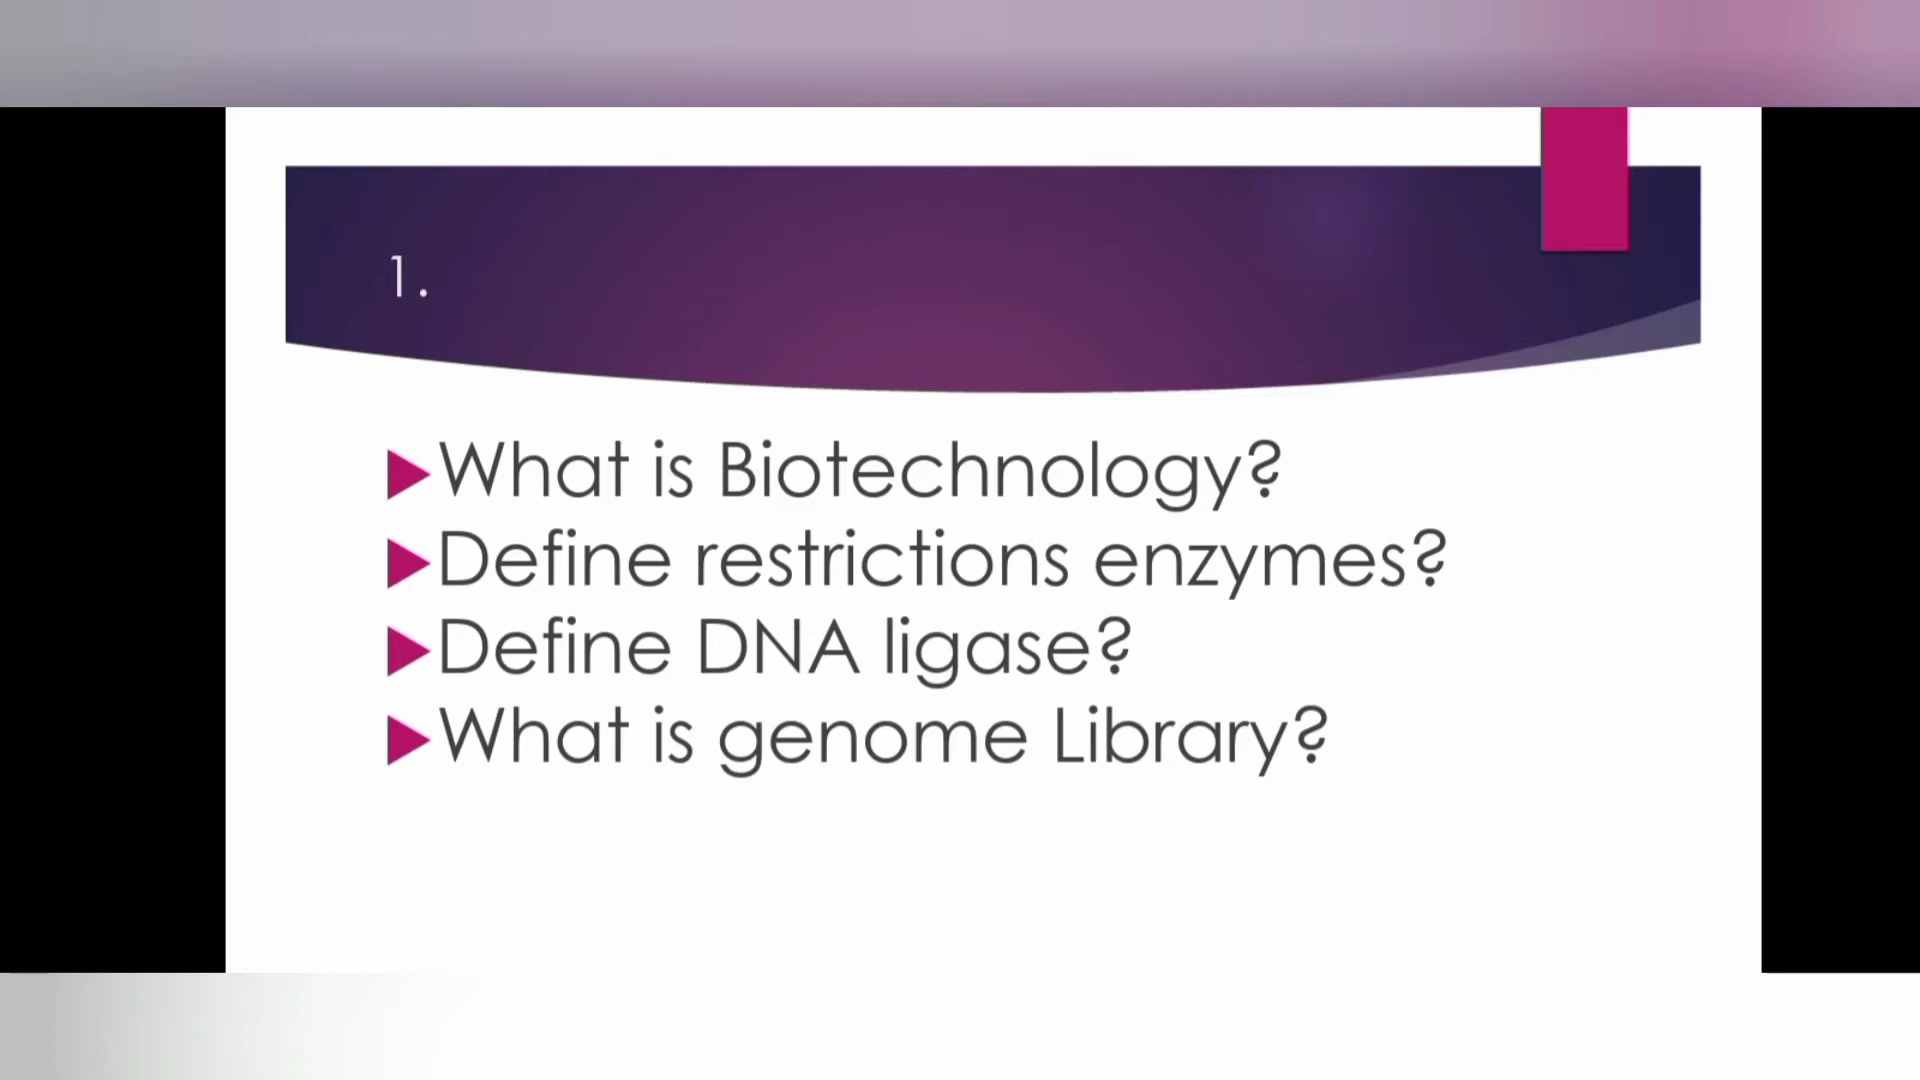 1.
What is Biotechnology?
Define restrictions enzymes?
Define DNA ligase?
What is genome Library?